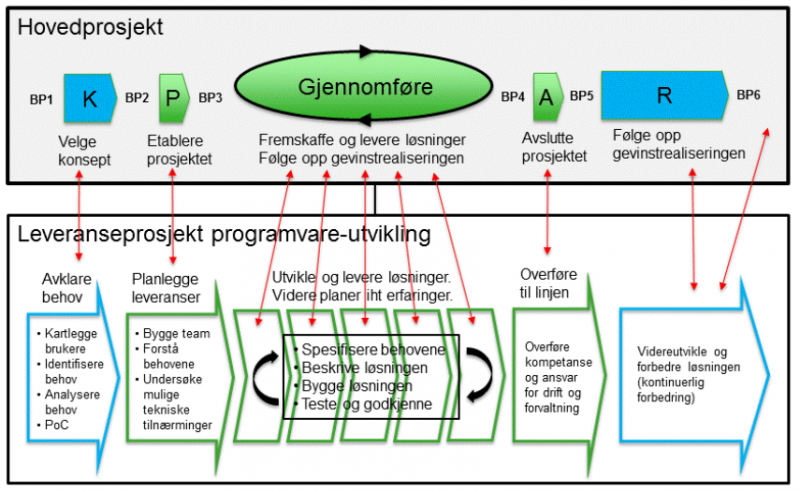 Hovedprosjekt
BP1
K
BP2
P
BP3
Gjennomføre
BP4
A
BP5
R
BP6
Velge
konsept
Etablere
prosjektet
Fremskaffe og levere løsninger
Følge opp gevinstrealiseringen
Avslutte
prosjektet
Følge opp
gevinstrealiseringen
Leveranseprosjekt programvare-utvikling
Avklare
behov
Planlegge
leveranser
Utvikle og levere løsninger.
Videre planer iht erfaringer.
Overføre
til linjen
• Kartlegge
brukere
• Identifisere
behov
• Analysere
behov
• PoC
• Bygge team
• Forstå
behovene
• Undersøke
mulige
tekniske
tilnærminger
• Spesifisere behovene
• Beskrive løsningen
• Bygge løsningen
• Teste og godkjenne
Overføre
kompetanse
og ansvar
for drift og
forvaltning
Videreutvikle og
forbedre løsningen
(kontinuerlig
forbedring)